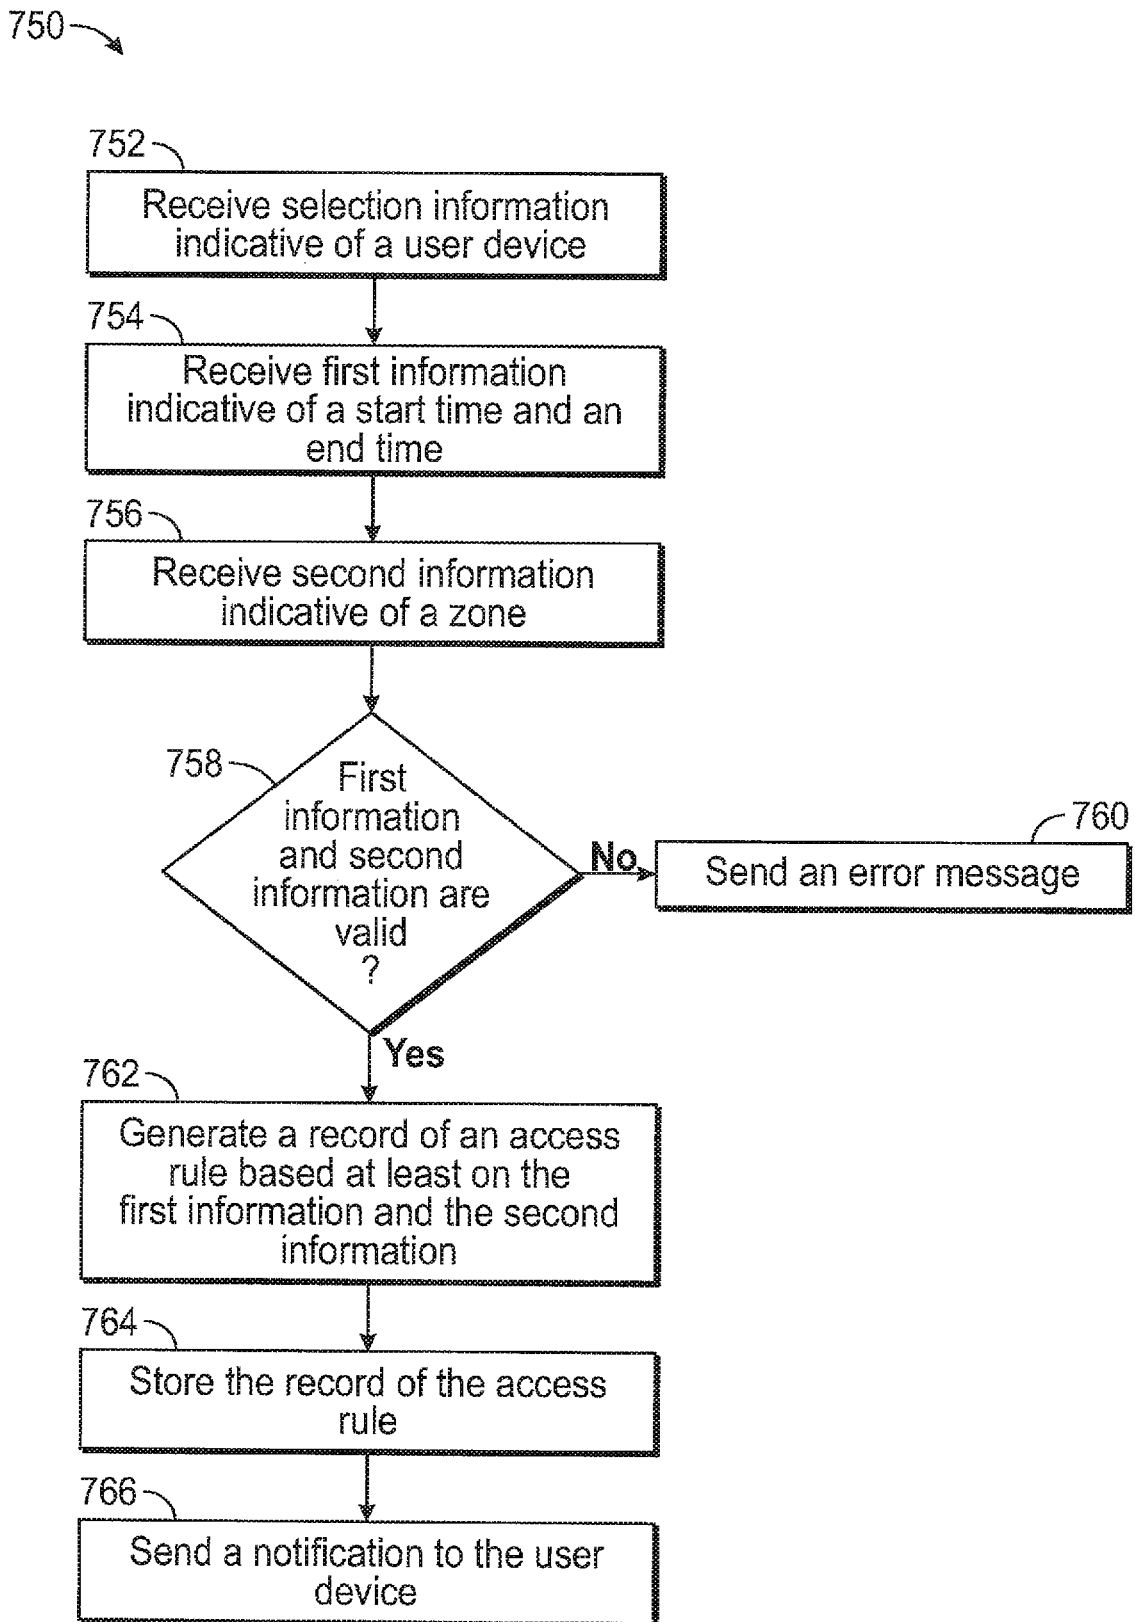 750
752
Receive selection information
indicative of a user device
754
Receive first information
indicative of a start time and an
end time
756
Receive second information
indicative of a zone
758
First
information
and second
information are
valid
?
No
760
Send an error message
Yes
762
Generate a record of an access
rule based at least on the
first information and the second
information
764
Store the record of the access
rule
766
Send a notification to the user
device